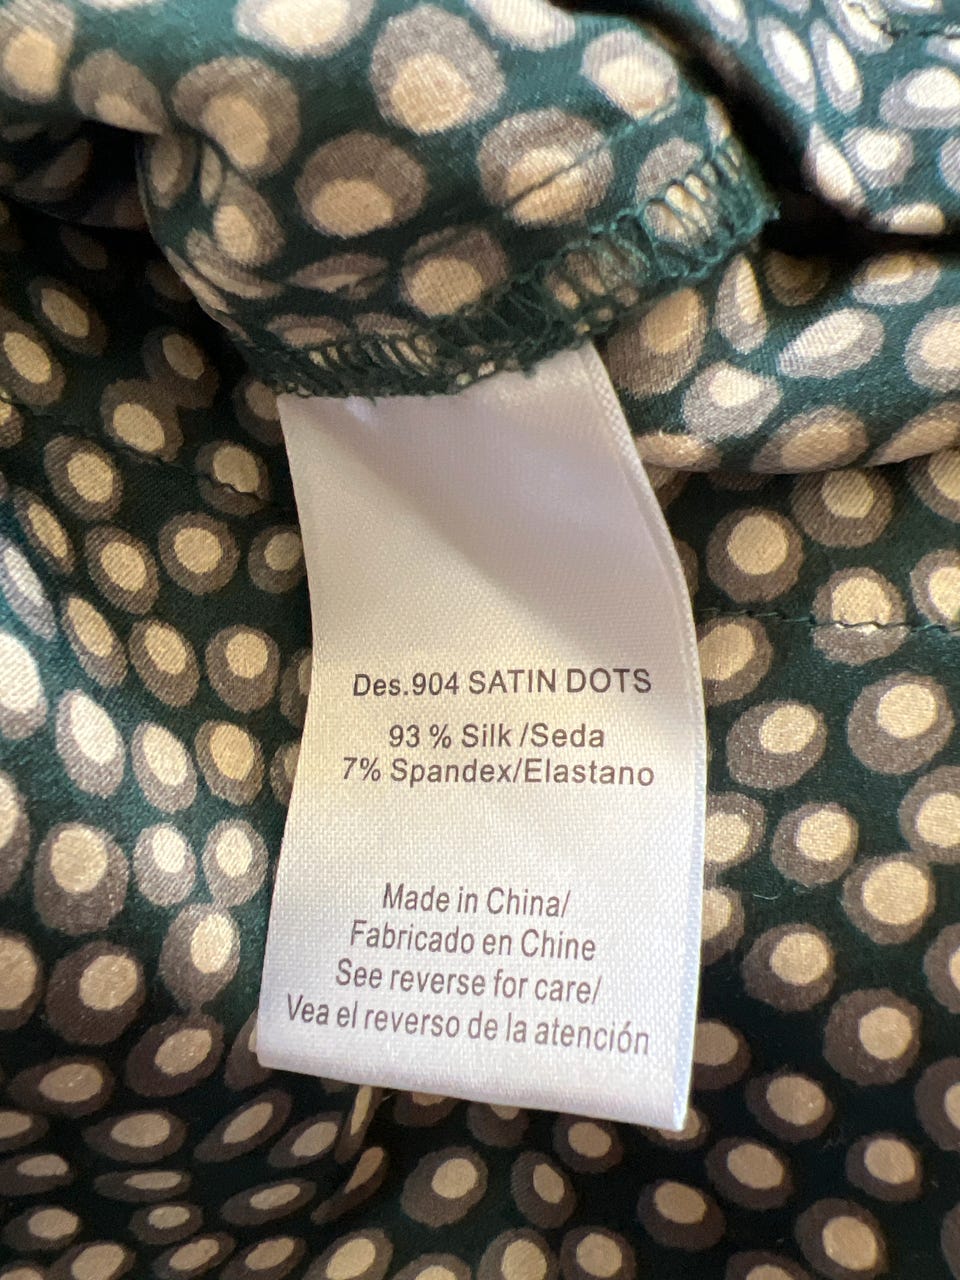 Des.904 SATIN DOTS
93 % Silk /Seda
7% Spandex/Elastano
Made in China/
Fabricado en Chine
See reverse for care/
Vea el reverso de la atención